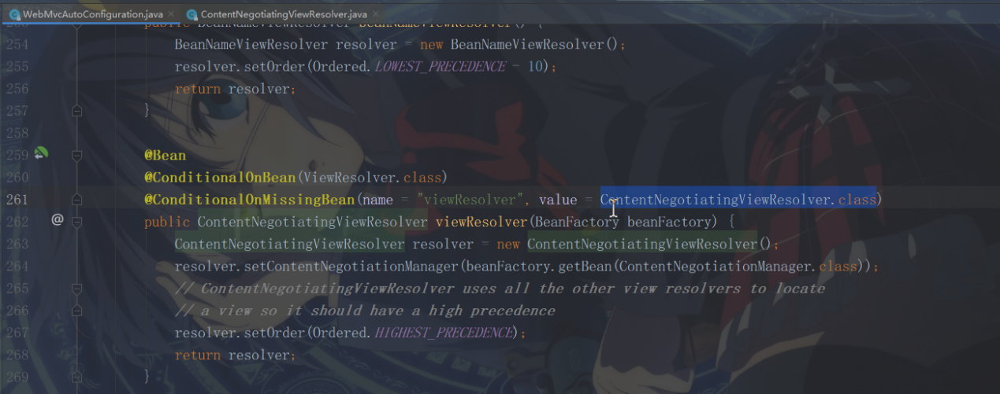 WebMvcAutoConfiguration.java × ContentNegotiatingViewResolver.java ×
253 public BeanNameViewResolver beanNameViewResolver() {
254 BeanNameViewResolver resolver = new BeanNameViewResolver();
255 resolver.setOrder(Ordered.LOWEST_PRECEDENCE - 10);
256 return resolver;
257 }
258
259 @Bean
260 @ConditionalOnBean(ViewResolver.class)
261 @ConditionalOnMissingBean(name = "viewResolver", value = ContentNegotiatingViewResolver.class)
262 public ContentNegotiatingViewResolver viewResolver(BeanFactory beanFactory) {
263 ContentNegotiatingViewResolver resolver = new ContentNegotiatingViewResolver();
264 resolver.setContentNegotiationManager(beanFactory.getBean(ContentNegotiationManager.class));
265 // ContentNegotiatingViewResolver uses all the other view resolvers to locate
266 // a view so it should have a high precedence
267 resolver.setOrder(Ordered.HIGHEST_PRECEDENCE);
268 return resolver;
269 }